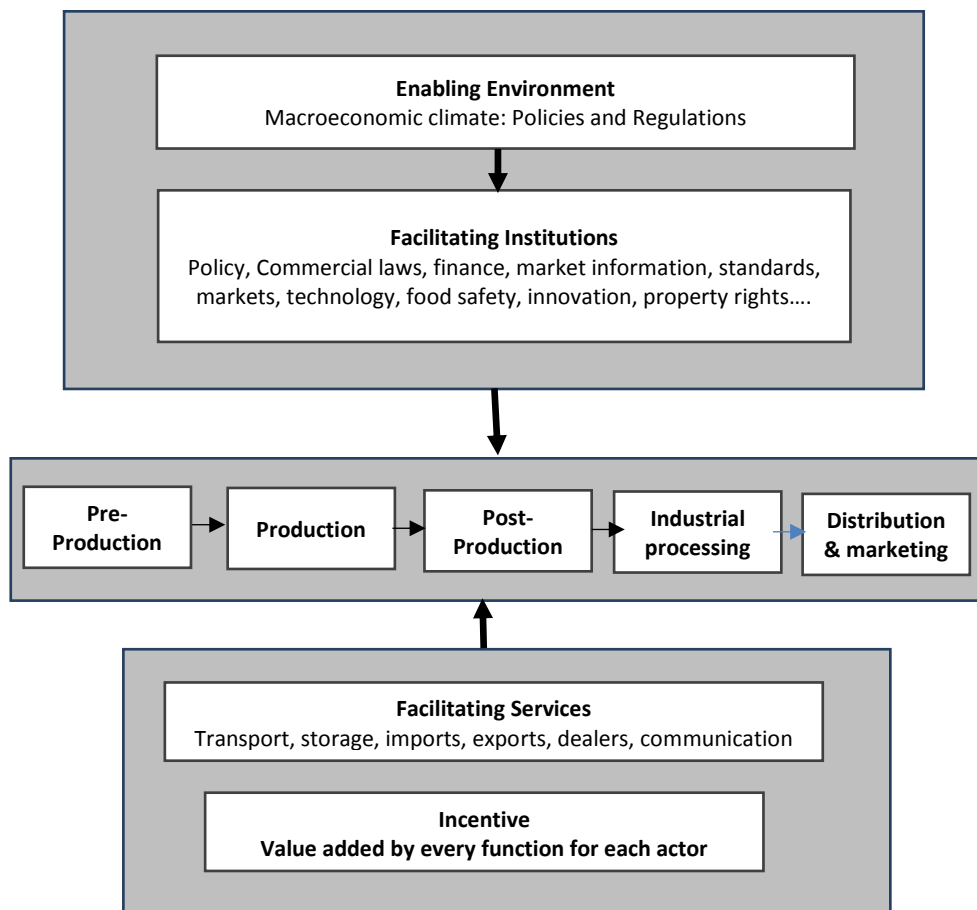 Enabling Environment
Macroeconomic climate: Policies and Regulations
Facilitating Institutions
Policy, Commercial laws, finance, market information, standards,
markets, technology, food safety, innovation, property rights….
Pre-
Production
Production
Post-
Production
Industrial
processing
Distribution
& marketing
Facilitating Services
Transport, storage, imports, exports, dealers, communication
Incentive
Value added by every function for each actor